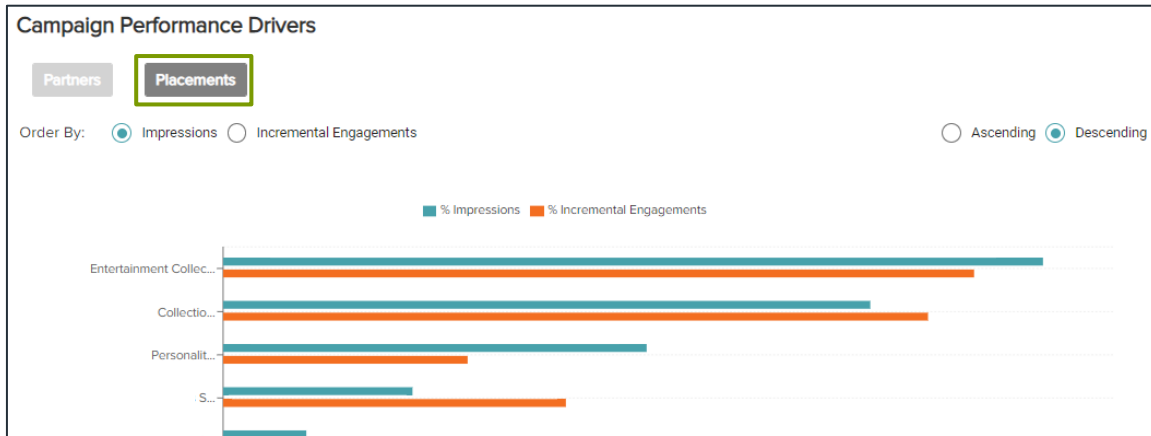 Campaign Performance Drivers
Partners Placements
Order By: Impressions Incremental Engagements Ascending Descending
% Impressions % Incremental Engagements
Entertainment Collec...
Collectio...
Personalit...
S...